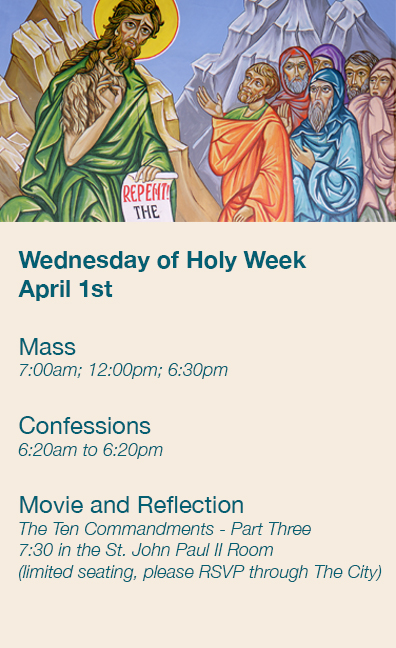 REPENT!
THE
Wednesday of Holy Week
April 1st
Mass
7:00am; 12:00pm; 6:30pm
Confessions
6:20am to 6:20pm
Movie and Reflection
The Ten Commandments - Part Three
7:30 in the St. John Paul II Room
(limited seating, please RSVP through The City)